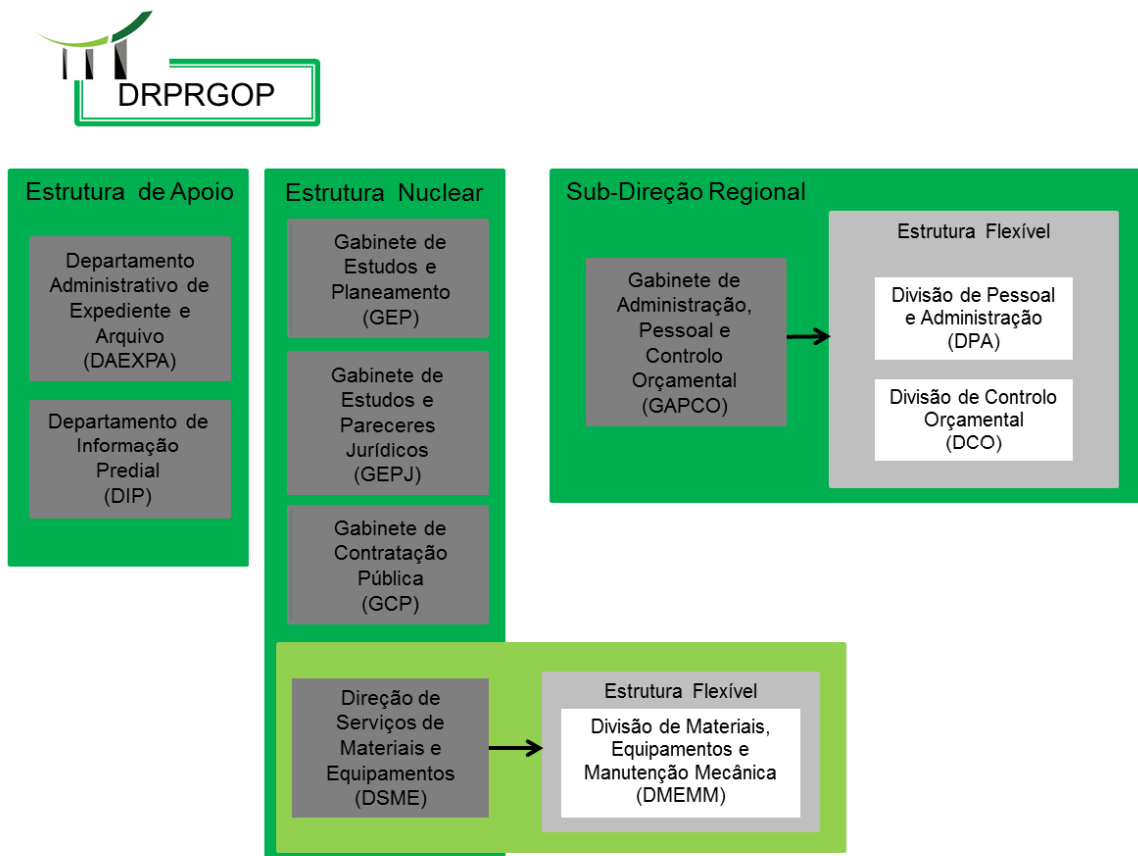 DRPRGOP
Estrutura de Apoio
Departamento
Administrativo de
Expediente e
Arquivo
(DAEXPA)
Departamento de
Informação
Predial
(DIP)
Estrutura Nuclear
Gabinete de
Estudos e
Planeamento
(GEP)
Gabinete de
Estudos e
Pareceres
Jurídicos
(GEPJ)
Gabinete de
Contratação
Pública
(GCP)
Direção de
Serviços de
Materiais e
Equipamentos
(DSME)
Estrutura Flexível
Divisão de Materiais,
Equipamentos e
Manutenção Mecânica
(DMEMM)
Sub-Direção Regional
Gabinete de
Administração,
Pessoal e
Controlo
Orçamental
(GAPCO)
Estrutura Flexível
Divisão de Pessoal
e Administração
(DPA)
Divisão de Controlo
Orçamental
(DCO)